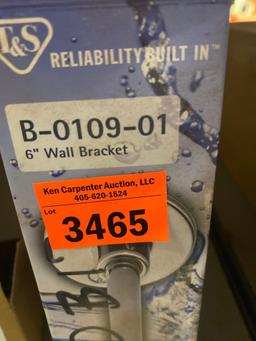 T&S
RELIABILITY BUILT IN™
B-0109-01
6" Wall Bracket
Ken Carpenter Auction, LLC
405-620-1524
Lot
3465